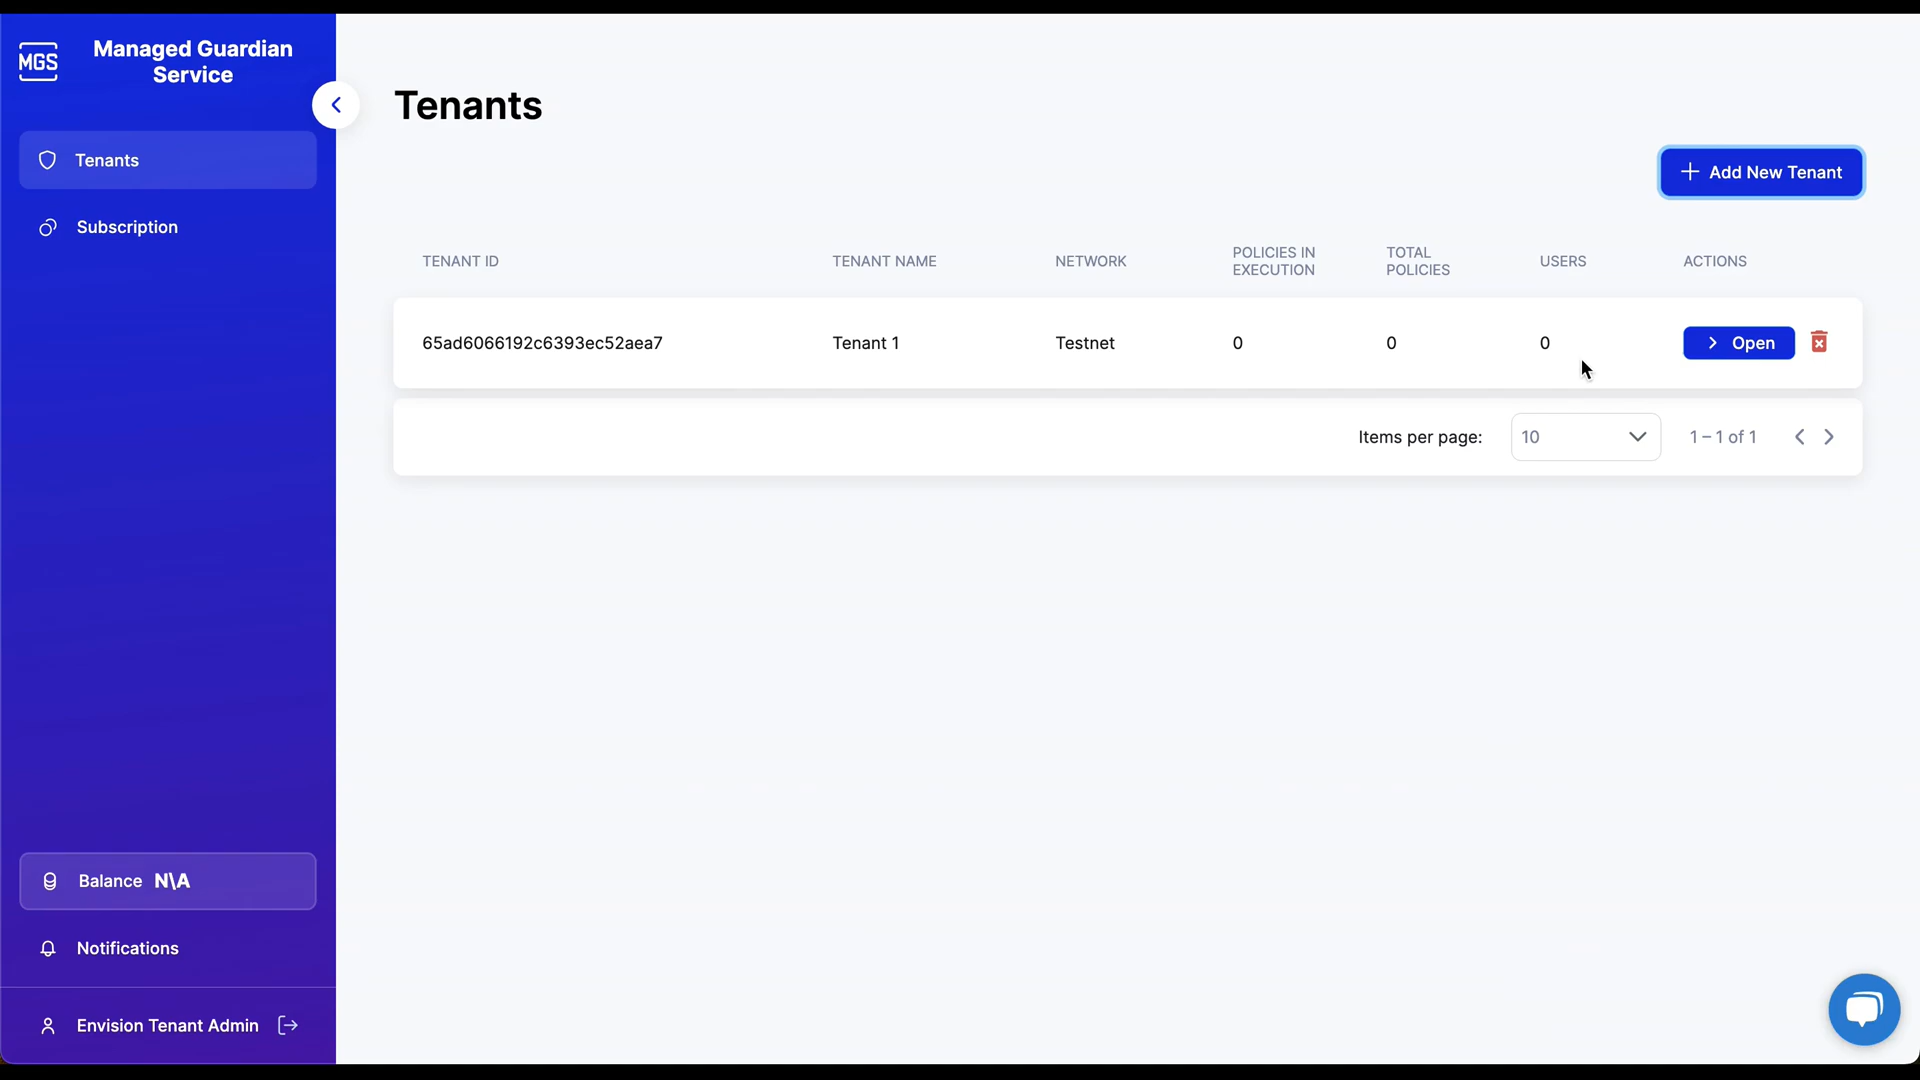 MGS
Managed Guardian
Service
Tenants
Subscription
Balance N\A
Notifications
Envision Tenant Admin
Tenants
Add New Tenant
TENANT ID TENANT NAME NETWORK POLICIES IN EXECUTION TOTAL POLICIES USERS ACTIONS
65ad6066192c6393ec52aea7 Tenant 1 Testnet 0 0 0 Open
Items per page: 10 1 – 1 of 1